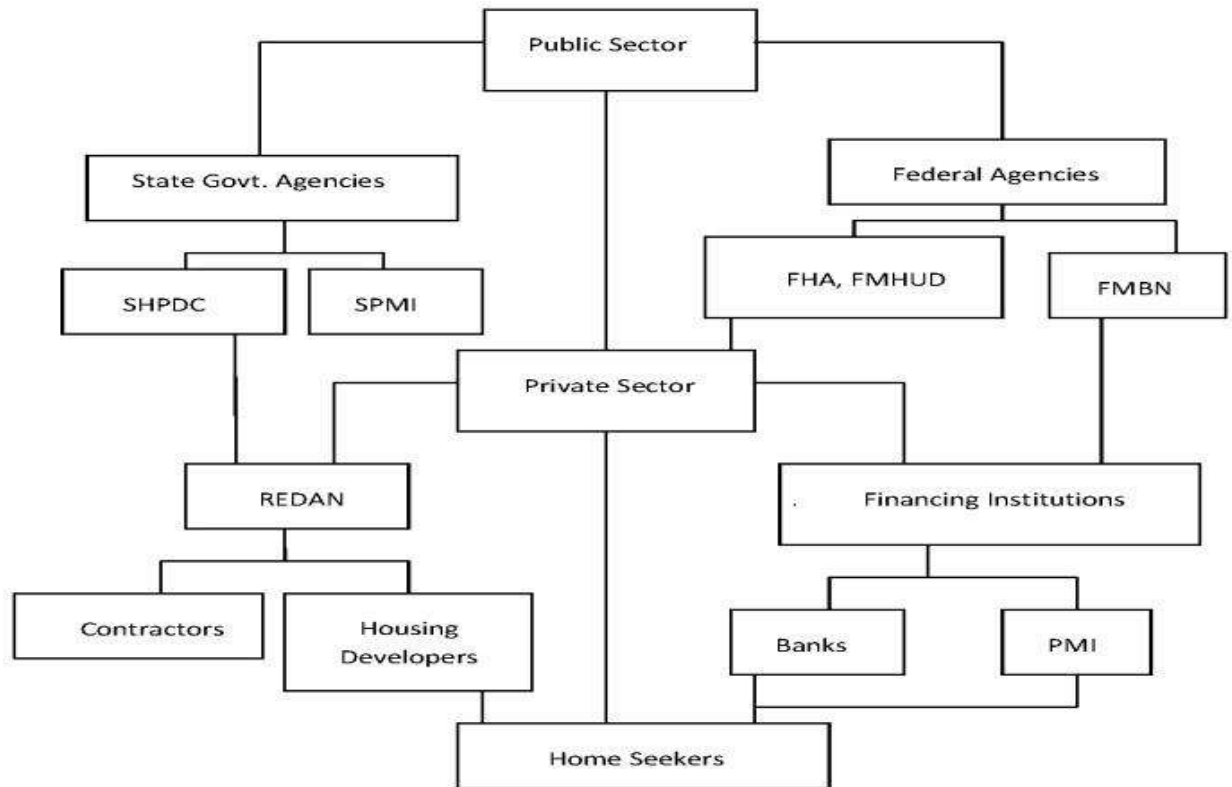 Public Sector
State Govt. Agencies
Federal Agencies
SHPDC
SPMI
FHA, FMHUD
FMBN
Private Sector
REDAN
. Financing Institutions
Contractors
Housing
Developers
Banks
PMI
Home Seekers